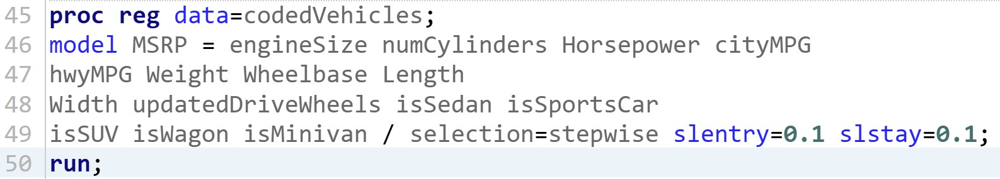 45 proc reg data=codedVehicles;
46 model MSRP = engineSize numCylinders Horsepower cityMPG
47 hwyMPG Weight Wheelbase Length
48 Width updatedDriveWheels isSedan isSportsCar
49 isSUV isWagon isMinivan / selection=stepwise slentry=0.1 slstay=0.1;
50 run;